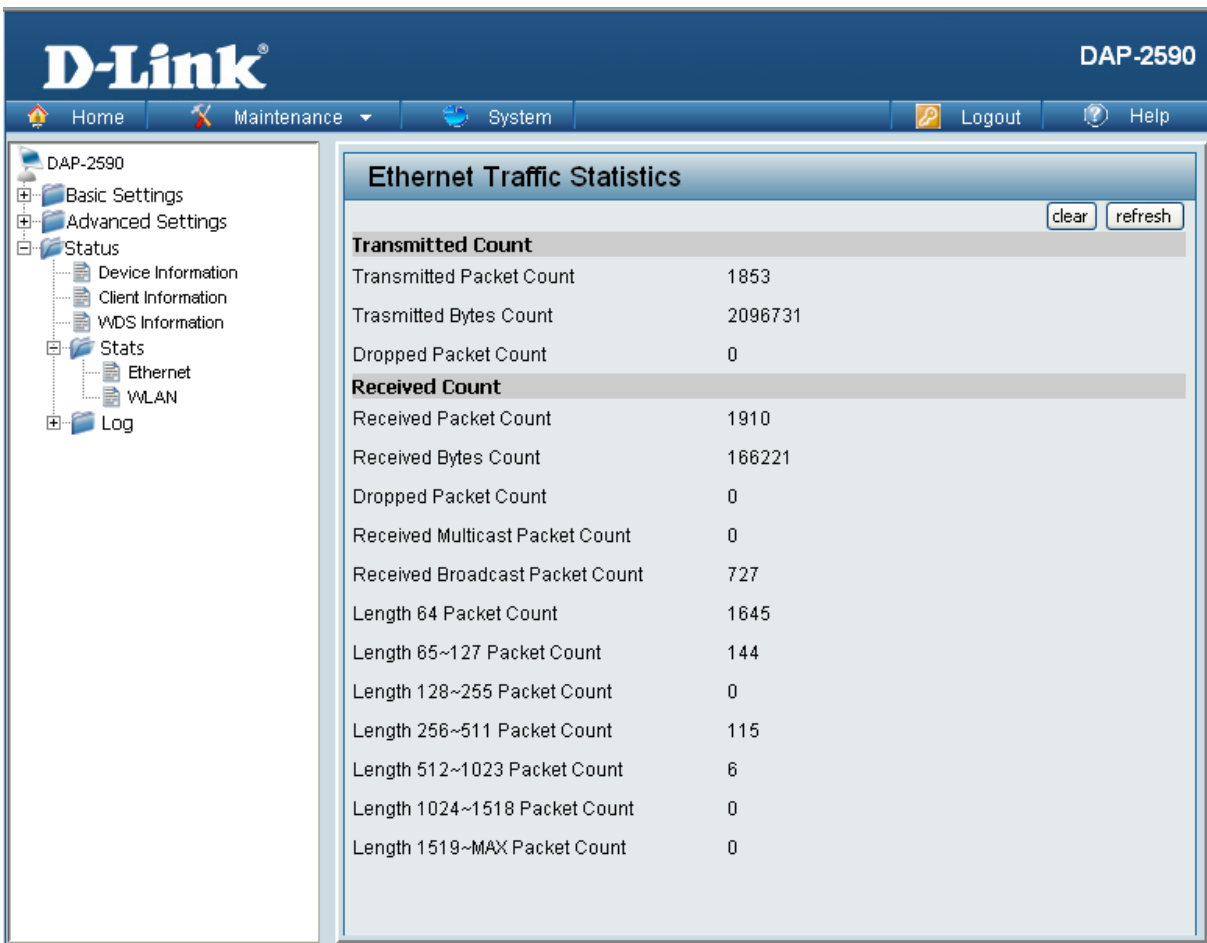 D-Link®
DAP-2590
Home Maintenance System Logout Help
DAP-2590
Basic Settings
Advanced Settings
Status
Device Information
Client Information
WDS Information
Stats
Ethernet
WLAN
Log
Ethernet Traffic Statistics
clear refresh
Transmitted Count
Transmitted Packet Count 1853
Trasmitted Bytes Count 2096731
Dropped Packet Count 0
Received Count
Received Packet Count 1910
Received Bytes Count 166221
Dropped Packet Count 0
Received Multicast Packet Count 0
Received Broadcast Packet Count 727
Length 64 Packet Count 1645
Length 65~127 Packet Count 144
Length 128~255 Packet Count 0
Length 256~511 Packet Count 115
Length 512~1023 Packet Count 6
Length 1024~1518 Packet Count 0
Length 1519~MAX Packet Count 0